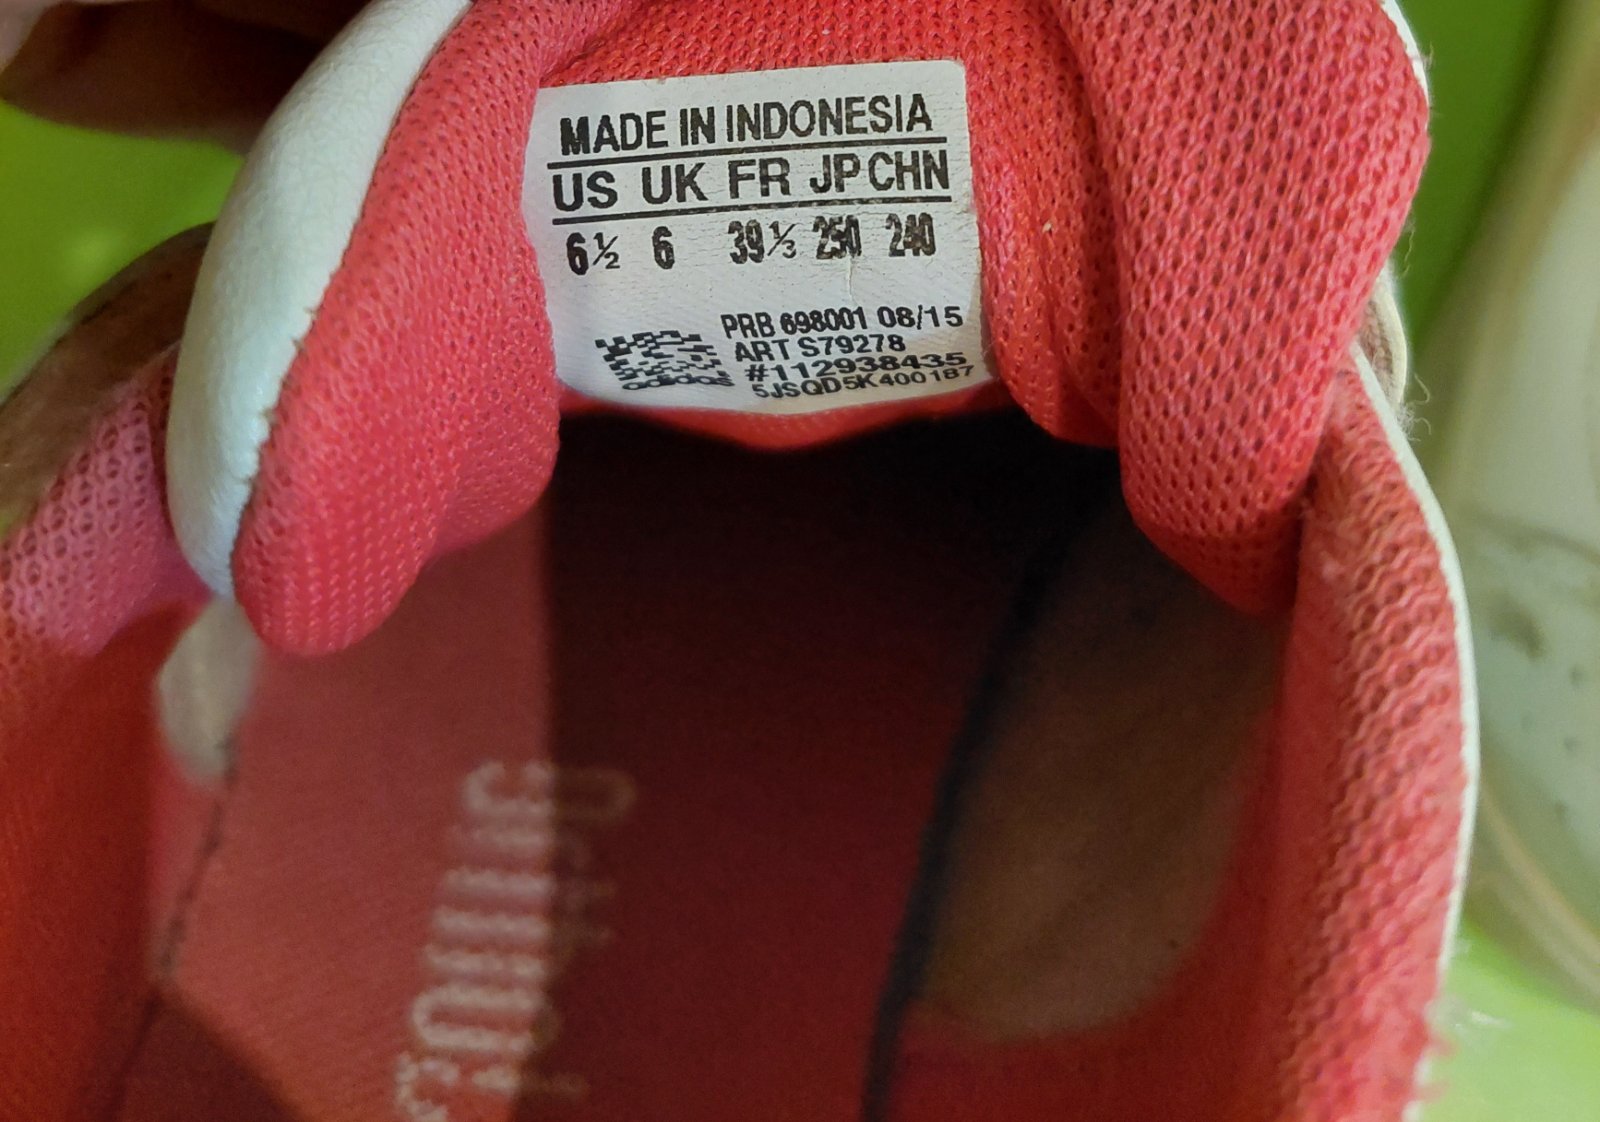 MADE IN INDONESIA
US UK FR JP CHN
6½ 6 39⅓ 250 240
PRB 698001 08/15
ART S79278
#112938435
adidas 5JSQD5K400187